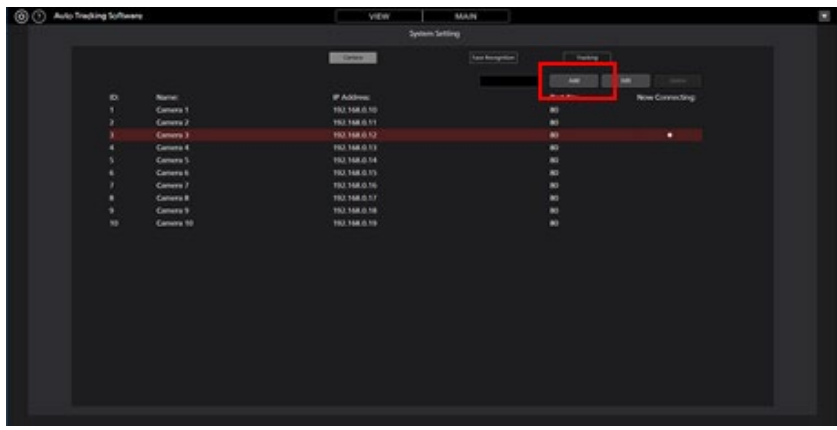 Auto Tracking Software
VIEW MAIN
System Setting
Camera Face Recognition Tracking
Add Edit Delete
ID: Name: IP Address: Now Connecting:
1 Camera 1 192.168.0.10 80
2 Camera 2 192.168.0.11 80
3 Camera 3 192.168.0.12 80
4 Camera 4 192.168.0.13 80
5 Camera 5 192.168.0.14 80
6 Camera 6 192.168.0.15 80
7 Camera 7 192.168.0.16 80
8 Camera 8 192.168.0.17 80
9 Camera 9 192.168.0.18 80
10 Camera 10 192.168.0.19 80